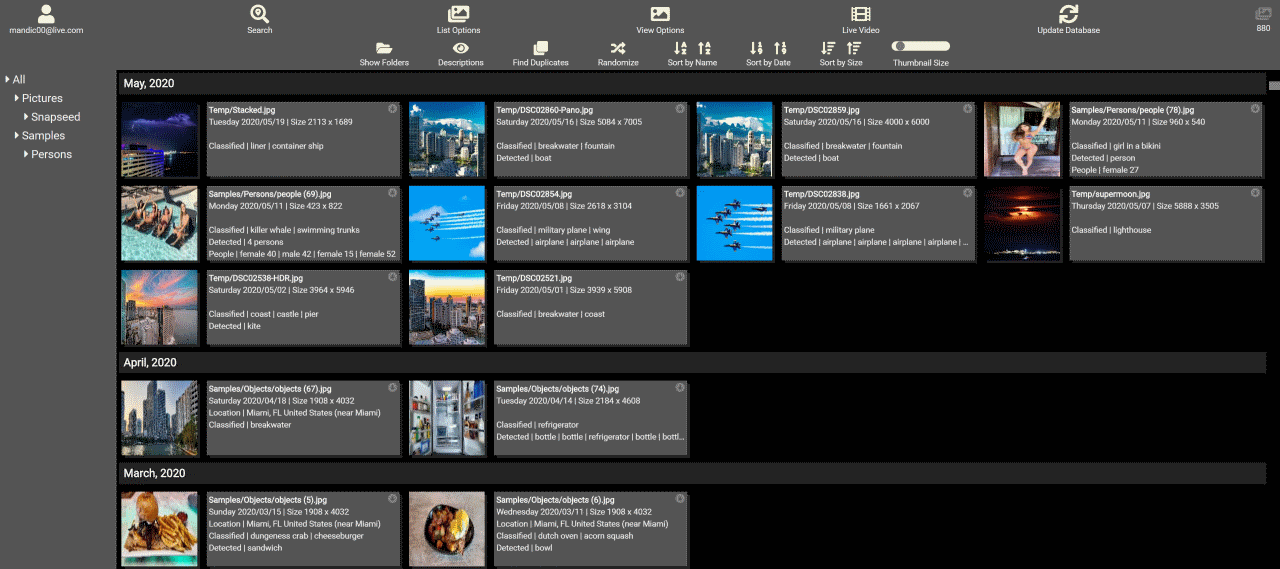 mandic00@live.com
Search
List Options
View Options
Live Video
Update Database
880
Show Folders
Descriptions
Find Duplicates
Randomize
Sort by Name
Sort by Date
Sort by Size
Thumbnail Size
All
Pictures
Snapseed
Samples
Persons
May, 2020
Temp/Stacked.jpg
Tuesday 2020/05/19 | Size 2113 x 1689
Classified | liner | container ship
Temp/DSC02860-Pano.jpg
Saturday 2020/05/16 | Size 5084 x 7005
Classified | breakwater | fountain
Detected | boat
Temp/DSC02859.jpg
Saturday 2020/05/16 | Size 4000 x 6000
Classified | breakwater | fountain
Detected | boat
Samples/Persons/people (78).jpg
Monday 2020/05/11 | Size 960 x 540
Classified | girl in a bikini
Detected | person
People | female 27
Samples/Persons/people (69).jpg
Monday 2020/05/11 | Size 423 x 822
Classified | killer whale | swimming trunks
Detected | 4 persons
People | female 40 | male 42 | female 15 | female 52
Temp/DSC02854.jpg
Friday 2020/05/08 | Size 2618 x 3104
Classified | military plane | wing
Detected | airplane | airplane | airplane
Temp/DSC02838.jpg
Friday 2020/05/08 | Size 1661 x 2067
Classified | military plane
Detected | airplane | airplane | airplane | airplane | ...
Temp/supermoon.jpg
Thursday 2020/05/07 | Size 5888 x 3505
Classified | lighthouse
Temp/DSC02538-HDR.jpg
Saturday 2020/05/02 | Size 3964 x 5946
Classified | coast | castle | pier
Detected | kite
Temp/DSC02521.jpg
Friday 2020/05/01 | Size 3939 x 5908
Classified | breakwater | coast
April, 2020
Samples/Objects/objects (67).jpg
Saturday 2020/04/18 | Size 1908 x 4032
Location | Miami, FL United States (near Miami)
Classified | breakwater
Samples/Objects/objects (74).jpg
Tuesday 2020/04/14 | Size 2184 x 4608
Classified | refrigerator
Detected | bottle | bottle | refrigerator | bottle | bottl...
March, 2020
Samples/Objects/objects (5).jpg
Sunday 2020/03/15 | Size 1908 x 4032
Location | Miami, FL United States (near Miami)
Classified | dungeness crab | cheeseburger
Detected | sandwich
Samples/Objects/objects (6).jpg
Wednesday 2020/03/11 | Size 1908 x 4032
Location | Miami, FL United States (near Miami)
Classified | dutch oven | acorn squash
Detected | bowl